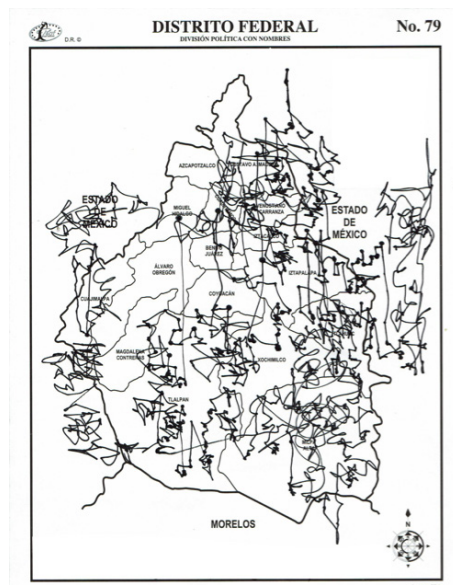 DISTRITO FEDERAL
No. 79
D.R. ©
DIVISIÓN POLÍTICA CON NOMBRES
AZCAPOTZALCO
ESTADO
DE
MÉXICO
MIGUEL
HIDALGO
CARRANZA
ESTADO
DE
MÉXICO
BENITO
JUÁREZ
ÁLVARO
OBREGÓN
IZTAPALAPA
COYOACÁN
CUAJIMALPA
MAGDALENA
CONTRERAS
XOCHIMILCO
TLALPAN
MORELOS
N